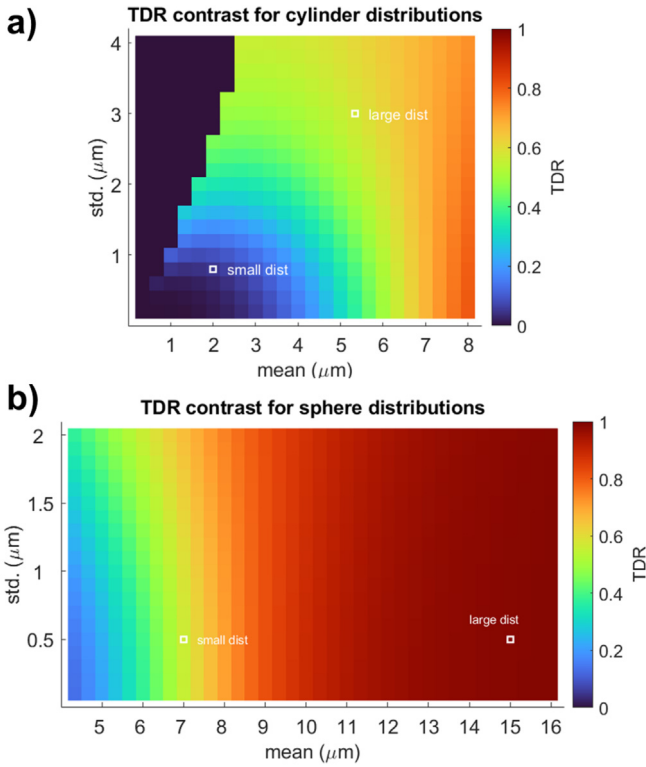 a)
TDR contrast for cylinder distributions
4
3
2
1
std. (μm)
large dist
small dist
1 2 3 4 5 6 7 8
mean (μm)
1
0.8
0.6
0.4
0.2
0
TDR
b)
TDR contrast for sphere distributions
2
1.5
1
0.5
std. (μm)
small dist
large dist
5 6 7 8 9 10 11 12 13 14 15 16
mean (μm)
1
0.8
0.6
0.4
0.2
0
TDR